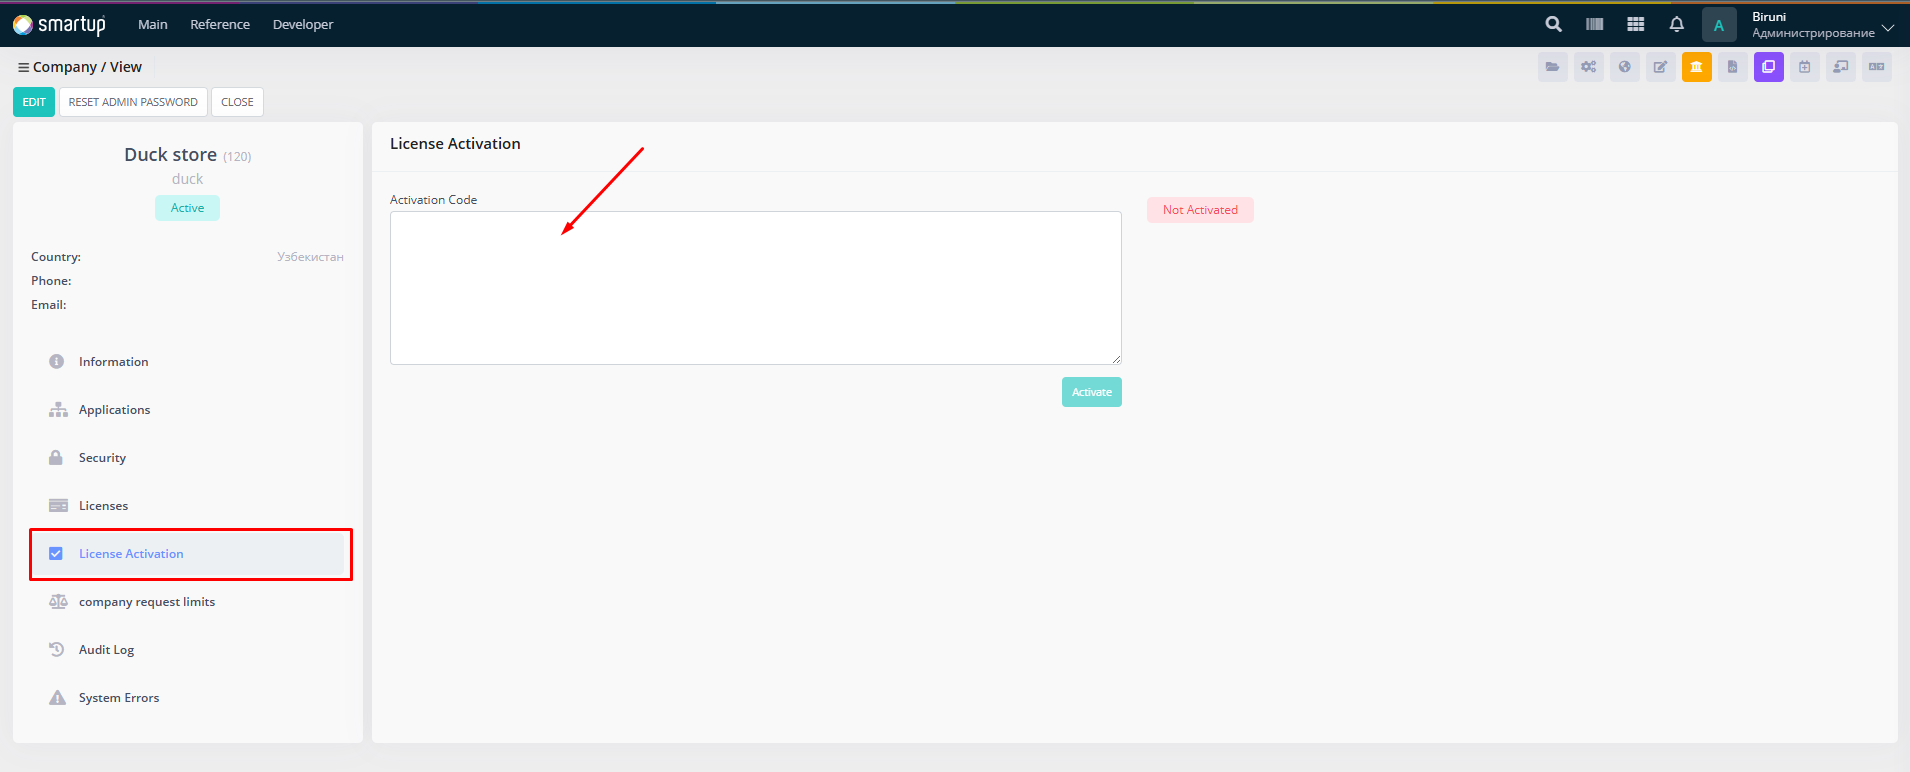 smartup Main Reference Developer
A
Biruni
Администрирование
Company / View
EDIT RESET ADMIN PASSWORD CLOSE
Duck store (120)
duck
Active
Country: Узбекистан
Phone:
Email:
Information
Applications
Security
Licenses
License Activation
company request limits
Audit Log
System Errors
License Activation
Activation Code
Not Activated
Activate